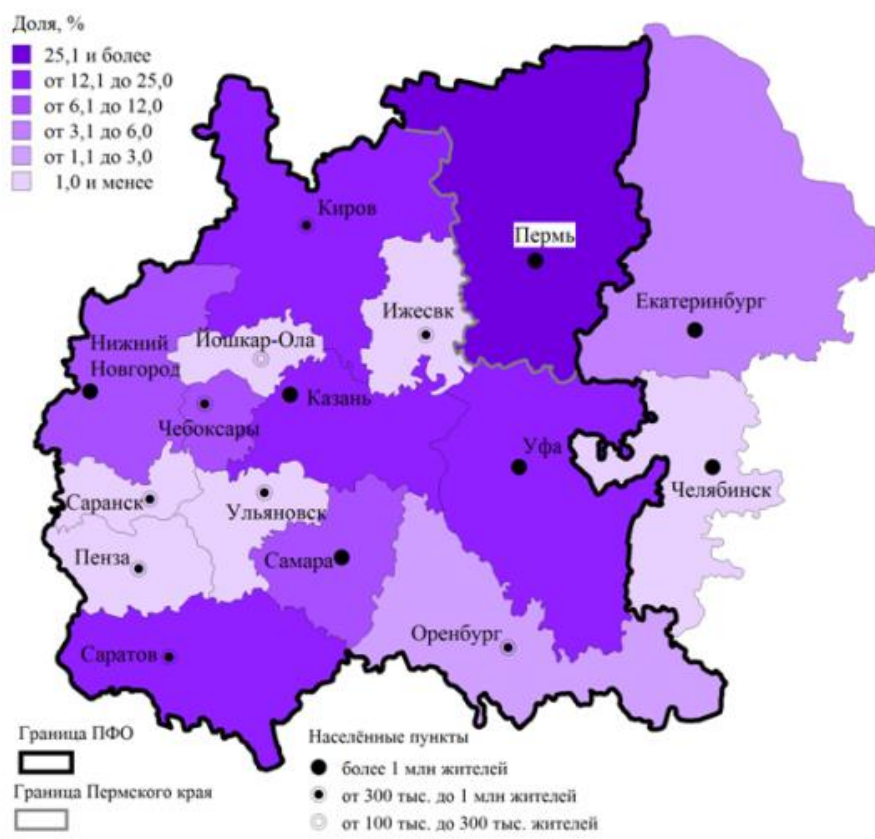 Доля, %
25,1 и более
от 12,1 до 25,0
от 6,1 до 12,0
от 3,1 до 6,0
от 1,1 до 3,0
1,0 и менее
Киров
Пермь
Екатеринбург
Ижесвк
Йошкар-Ола
Нижний
Новгород
Казань
Чебоксары
Уфа
Челябинск
Саранск
Ульяновск
Пенза
Самара
Оренбург
Саратов
Граница ПФО
Граница Пермского края
Населённые пункты
более 1 млн жителей
от 300 тыс. до 1 млн жителей
от 100 тыс. до 300 тыс. жителей